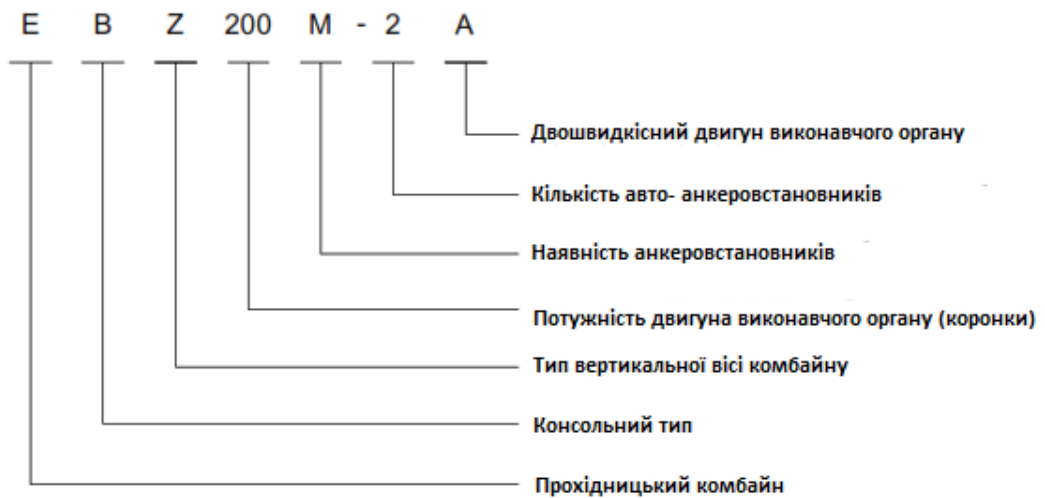 E B Z 200 M - 2 A
Двошвидкісний двигун виконавчого органу
Кількість авто- анкеровстановників
Наявність анкеровстановників
Потужність двигуна виконавчого органу (коронки)
Тип вертикальної вісі комбайну
Консольний тип
Прохідницький комбайн